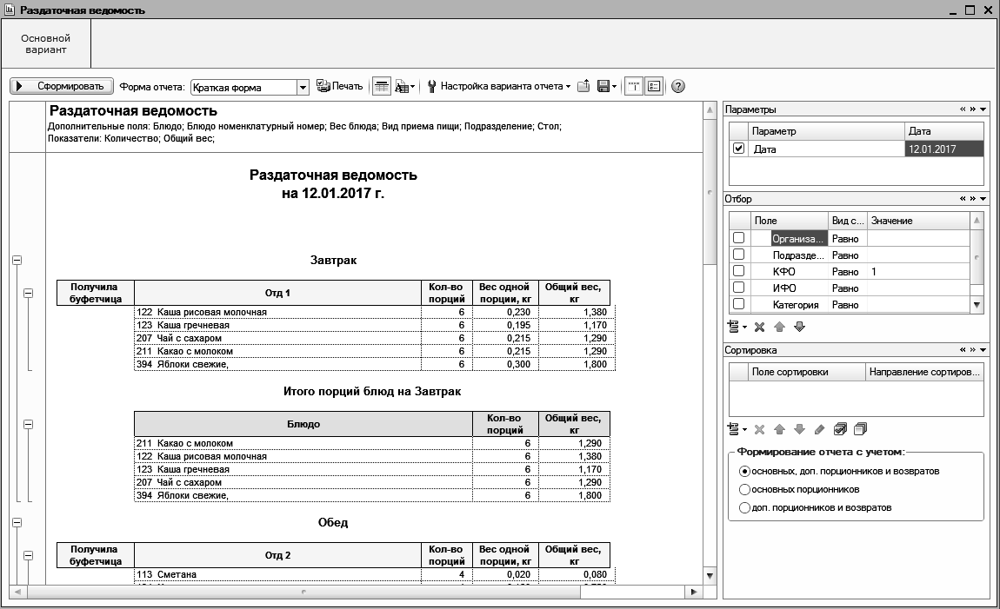 Раздаточная ведомость
Основной
вариант
Сформировать Форма отчета: Краткая форма Печать Настройка варианта отчета
Раздаточная ведомость
Дополнительные поля: Блюдо; Блюдо номенклатурный номер; Вес блюда; Вид приема пищи; Подразделение; Стол;
Показатели: Количество; Общий вес;
Раздаточная ведомость
на 12.01.2017 г.
Завтрак
Получила буфетчица Отд 1 Кол-во порций Вес одной порции, кг Общий вес, кг
122 Каша рисовая молочная 6 0,230 1,380
123 Каша гречневая 6 0,195 1,170
207 Чай с сахаром 6 0,215 1,290
211 Какао с молоком 6 0,215 1,290
394 Яблоки свежие, 6 0,300 1,800
Итого порций блюд на Завтрак
Блюдо Кол-во порций Общий вес, кг
211 Какао с молоком 6 1,290
122 Каша рисовая молочная 6 1,380
123 Каша гречневая 6 1,170
207 Чай с сахаром 6 1,290
394 Яблоки свежие, 6 1,800
Обед
Получила буфетчица Отд 2 Кол-во порций Вес одной порции, кг Общий вес, кг
113 Сметана 4 0,020 0,080
Параметры
Параметр Дата
Дата 12.01.2017
Отбор
Поле Вид с... Значение
Организа... Равно
Подразде... Равно
КФО Равно 1
ИФО Равно
Категория Равно
Сортировка
Поле сортировки Направление сортиров...
Формирование отчета с учетом:
основных, доп. порционников и возвратов
основных порционников
доп. порционников и возвратов